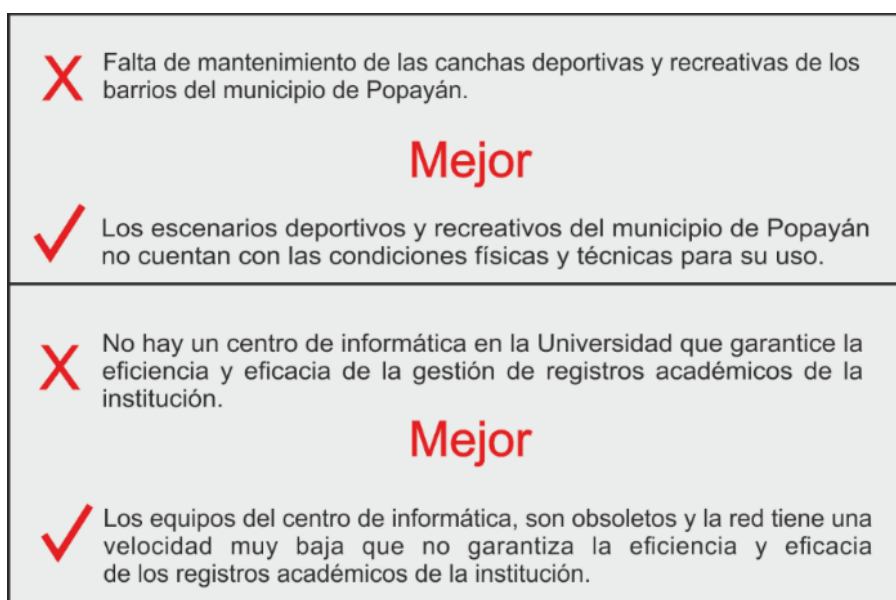 Falta de mantenimiento de las canchas deportivas y recreativas de los
barrios del municipio de Popayán.
Mejor
Los escenarios deportivos y recreativos del municipio de Popayán
no cuentan con las condiciones físicas y técnicas para su uso.
No hay un centro de informática en la Universidad que garantice la
eficiencia y eficacia de la gestión de registros académicos de la
institución.
Mejor
Los equipos del centro de informática, son obsoletos y la red tiene una
velocidad muy baja que no garantiza la eficiencia y eficacia
de los registros académicos de la institución.